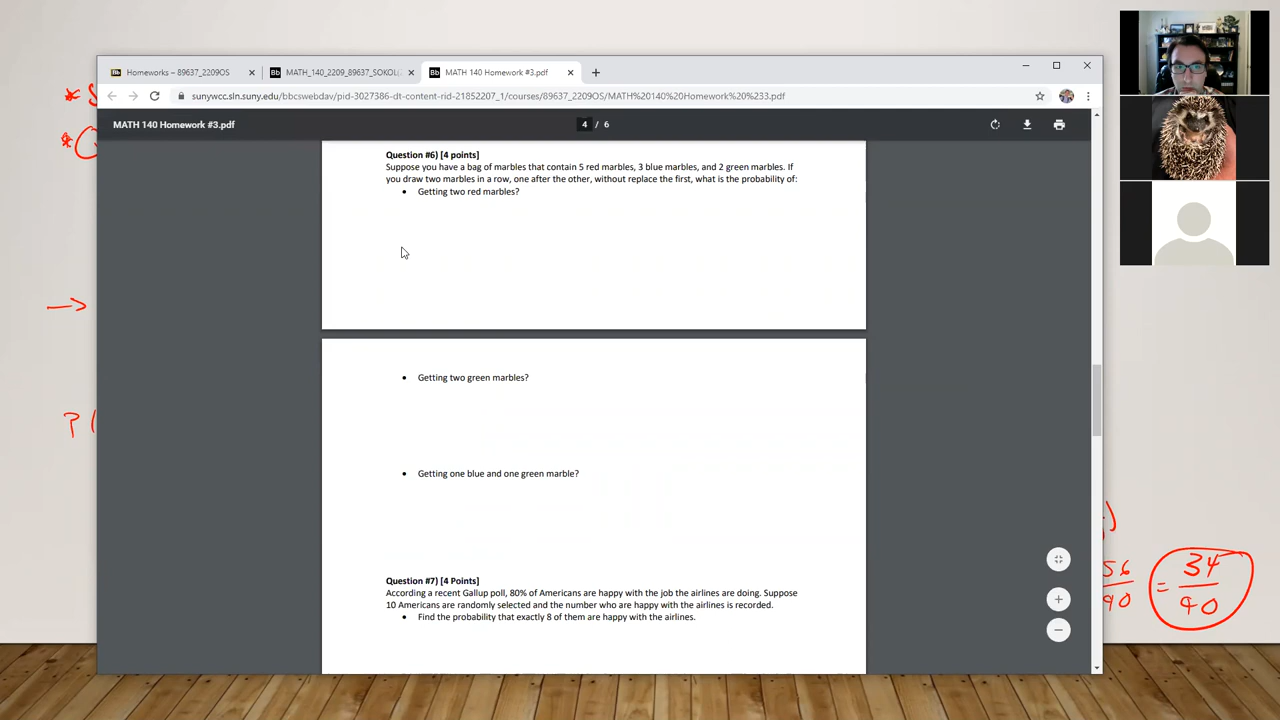 Homeworks – 89637_2209OS
MATH_140_2209_89637_SOKOL(
MATH 140 Homework #3.pdf
sunywcc.sln.suny.edu/bbcswebdav/pid-3027386-dt-content-rid-21852207_1/courses/89637_2209OS/MATH%20140%20Homework%20%233.pdf
MATH 140 Homework #3.pdf
4 / 6
Question #6) [4 points]
Suppose you have a bag of marbles that contain 5 red marbles, 3 blue marbles, and 2 green marbles. If
you draw two marbles in a row, one after the other, without replace the first, what is the probability of:
• Getting two red marbles?
• Getting two green marbles?
• Getting one blue and one green marble?
Question #7) [4 Points]
According a recent Gallup poll, 80% of Americans are happy with the job the airlines are doing. Suppose
10 Americans are randomly selected and the number who are happy with the airlines is recorded.
• Find the probability that exactly 8 of them are happy with the airlines.
P(
56
90
= 34
90